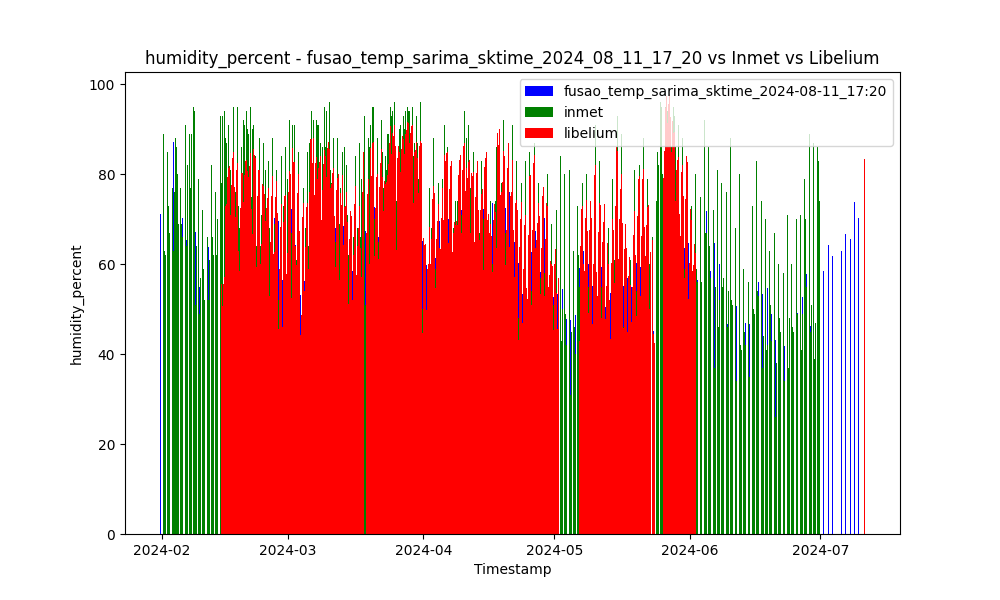 humidity_percent - fusao_temp_sarima_sktime_2024_08_11_17_20 vs Inmet vs Libelium
fusao_temp_sarima_sktime_2024-08-11_17:20
inmet
libelium
humidity_percent
100
80
60
40
20
0
2024-02 2024-03 2024-04 2024-05 2024-06 2024-07
Timestamp